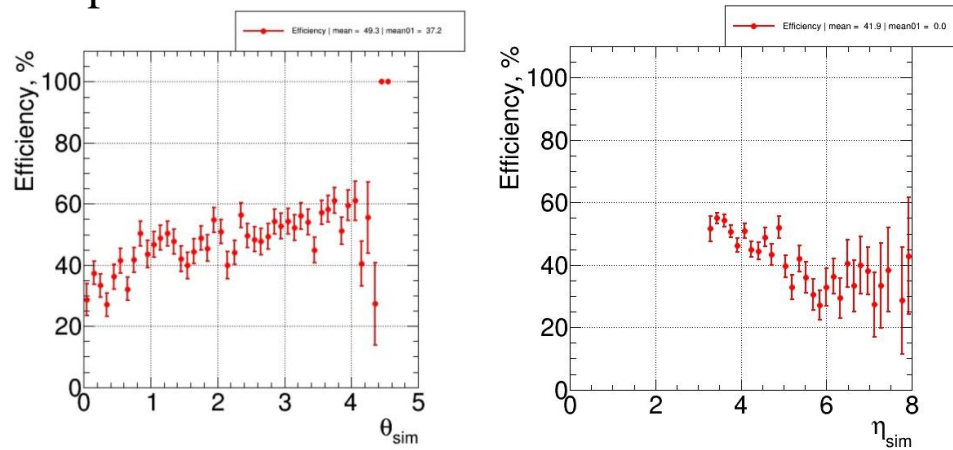 Efficiency | mean = 49.3 | mean01 = 37.2
Efficiency, %
100
80
60
40
20
0
0 1 2 3 4 5
θsim
Efficiency | mean = 41.9 | mean01 = 0.0
Efficiency, %
100
80
60
40
20
0
0 2 4 6 8
ηsim